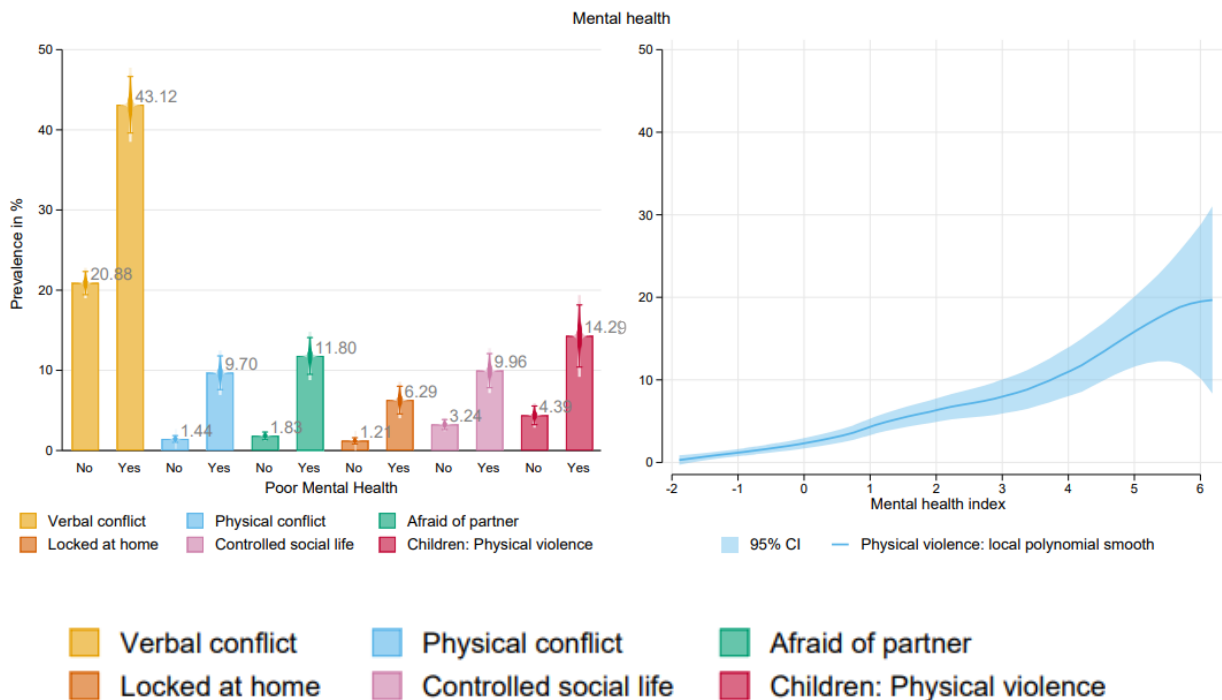 Mental health
50
40
30
20
10
0
Prevalence in %
20.88
43.12
1.44
9.70
1.83
11.80
1.21
6.29
3.24
9.96
4.39
14.29
No Yes No Yes No Yes No Yes No Yes No Yes
Poor Mental Health
Verbal conflict Physical conflict Afraid of partner
Locked at home Controlled social life Children: Physical violence
50
40
30
20
10
0
-2 -1 0 1 2 3 4 5 6
Mental health index
95% CI Physical violence: local polynomial smooth
Verbal conflict Physical conflict Afraid of partner
Locked at home Controlled social life Children: Physical violence